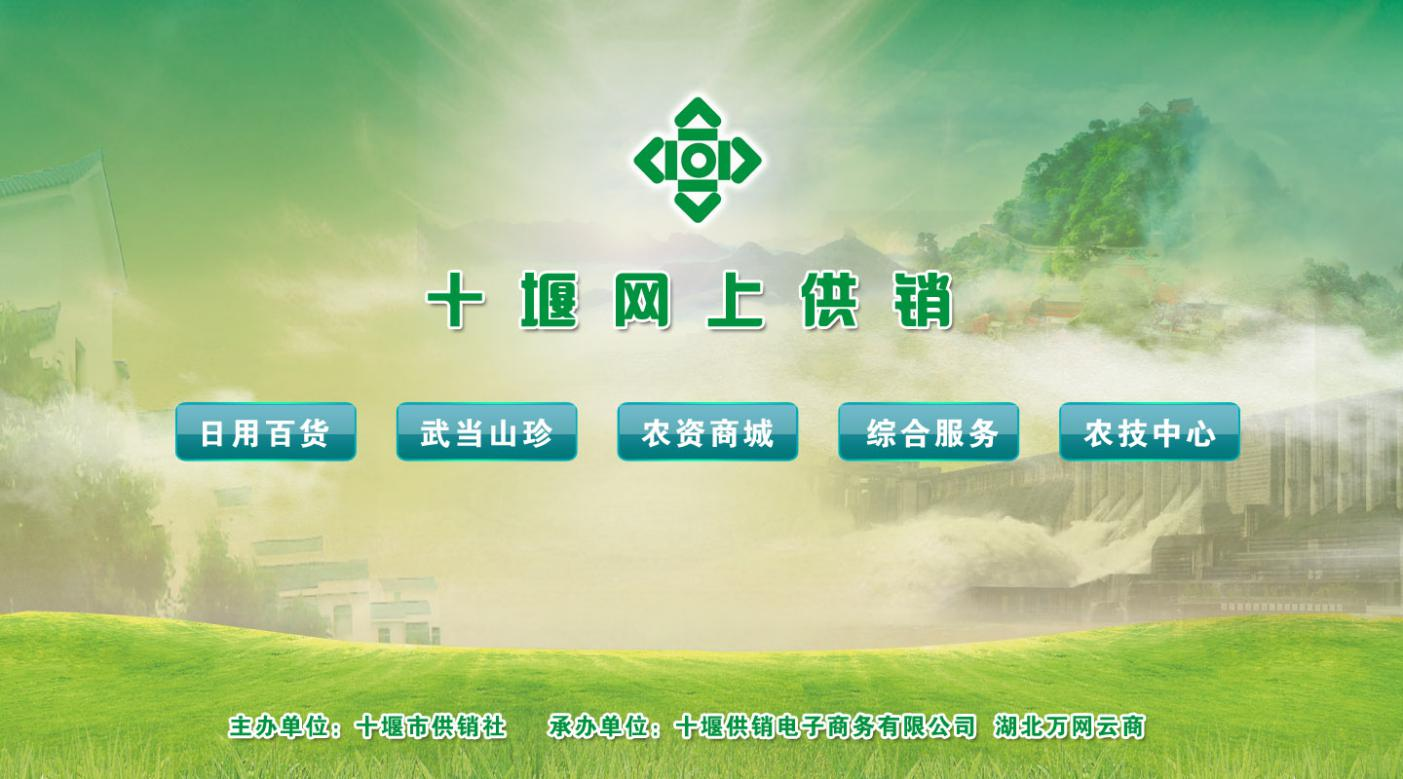 十堰网上供销
日用百货 武当山珍 农资商城 综合服务 农技中心
主办单位：十堰市供销社 承办单位：十堰供销电子商务有限公司 湖北万网云商